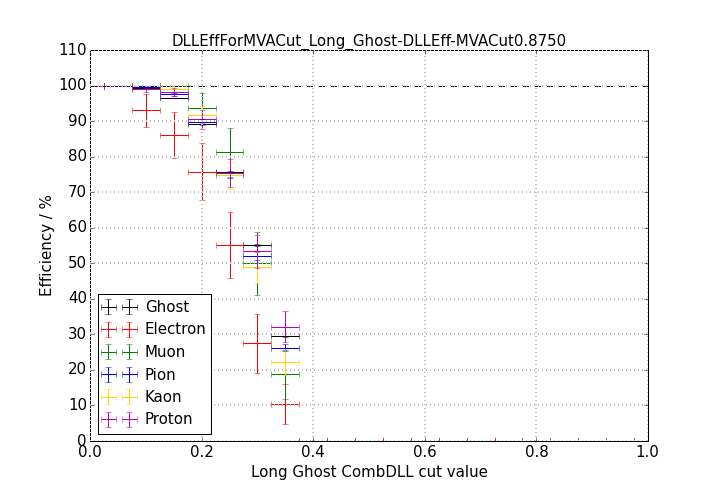 DLLEffForMVACut_Long_Ghost-DLLEff-MVACut0.8750
110
100
90
80
70
60
50
40
30
20
10
0
Efficiency / %
Ghost
Electron
Muon
Pion
Kaon
Proton
0.0 0.2 0.4 0.6 0.8 1.0
Long Ghost CombDLL cut value